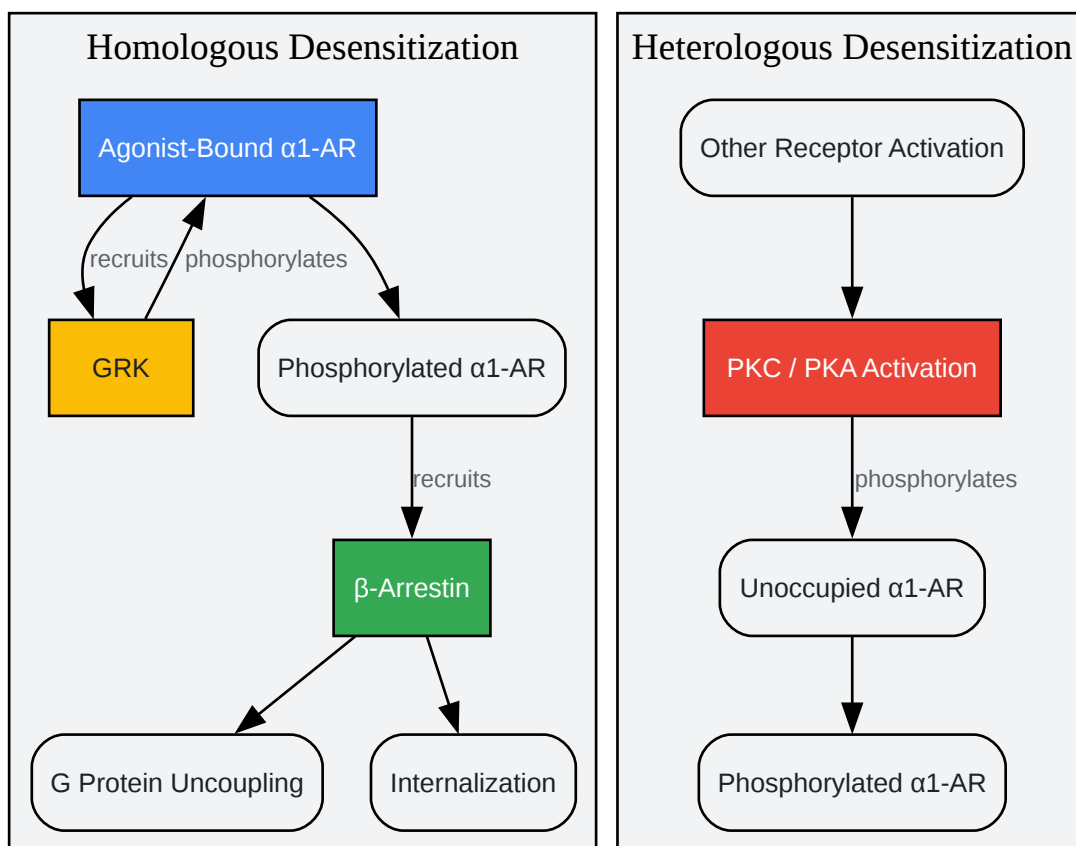 Homologous Desensitization
Agonist-Bound α1-AR
recruits
phosphorylates
GRK
Phosphorylated α1-AR
recruits
β-Arrestin
G Protein Uncoupling
Internalization
Heterologous Desensitization
Other Receptor Activation
PKC / PKA Activation
phosphorylates
Unoccupied α1-AR
Phosphorylated α1-AR